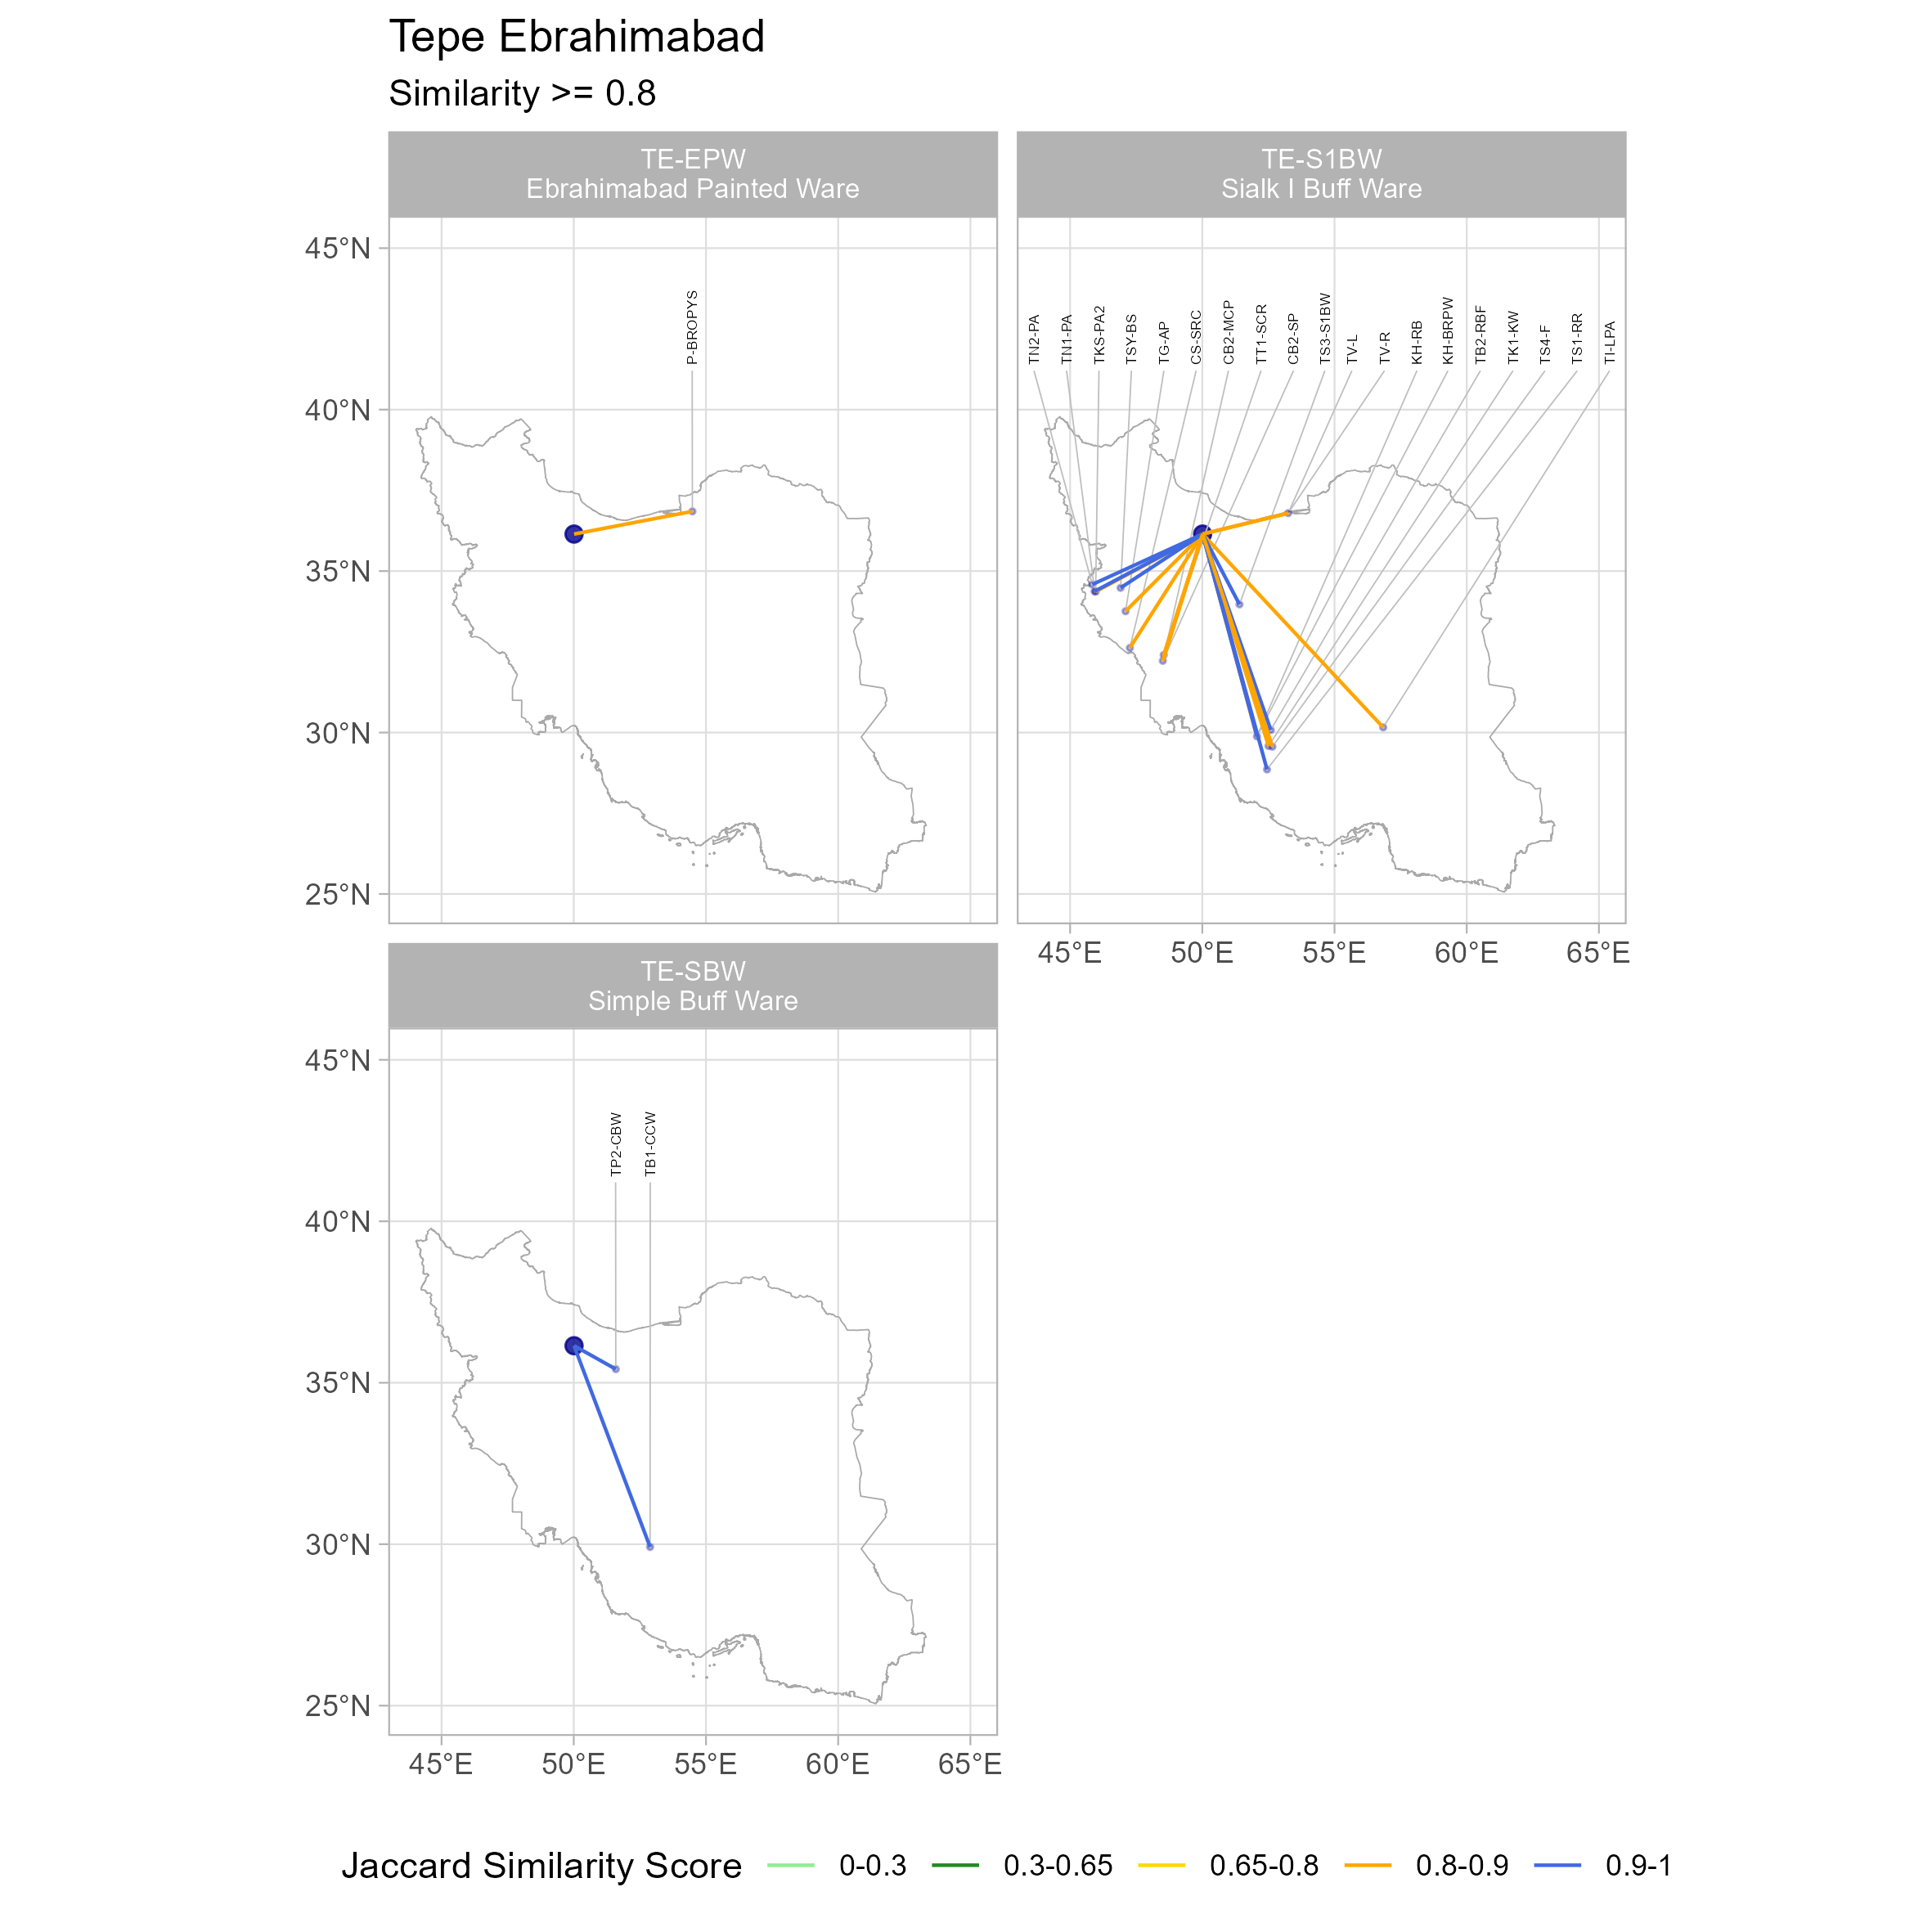 Tepe Ebrahimabad
Similarity >= 0.8
TE-EPW
Ebrahimabad Painted Ware
TE-S1BW
Sialk I Buff Ware
45°N
40°N
35°N
30°N
25°N
P-BROPYS
TN2-PA
TN1-PA
TKS-PA2
TSY-BS
TG-AP
CS-SRC
CB2-MCP
TT1-SCR
CB2-SP
TS3-S1BW
TV-L
TV-R
KH-RB
KH-BRPW
TB2-RBF
TK1-KW
TS4-F
TS1-RR
TI-LPA
45°E 50°E 55°E 60°E 65°E
TE-SBW
Simple Buff Ware
45°N
40°N
35°N
30°N
25°N
TP2-CBW
TB1-CCW
45°E 50°E 55°E 60°E 65°E
Jaccard Similarity Score 0-0.3 0.3-0.65 0.65-0.8 0.8-0.9 0.9-1